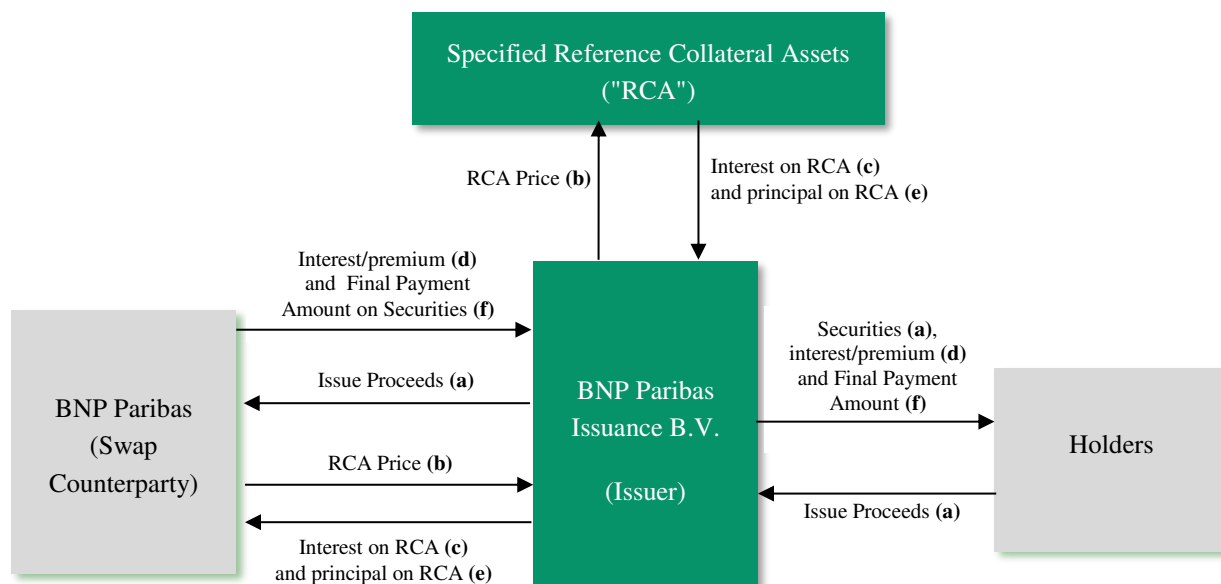 Specified Reference Collateral Assets
("RCA")
RCA Price (b)
Interest on RCA (c)
and principal on RCA (e)
Interest/premium (d)
and Final Payment
Amount on Securities (f)
Issue Proceeds (a)
RCA Price (b)
Interest on RCA (c)
and principal on RCA (e)
BNP Paribas
(Swap
Counterparty)
BNP Paribas
Issuance B.V.
(Issuer)
Securities (a),
interest/premium (d)
and Final Payment
Amount (f)
Issue Proceeds (a)
Holders